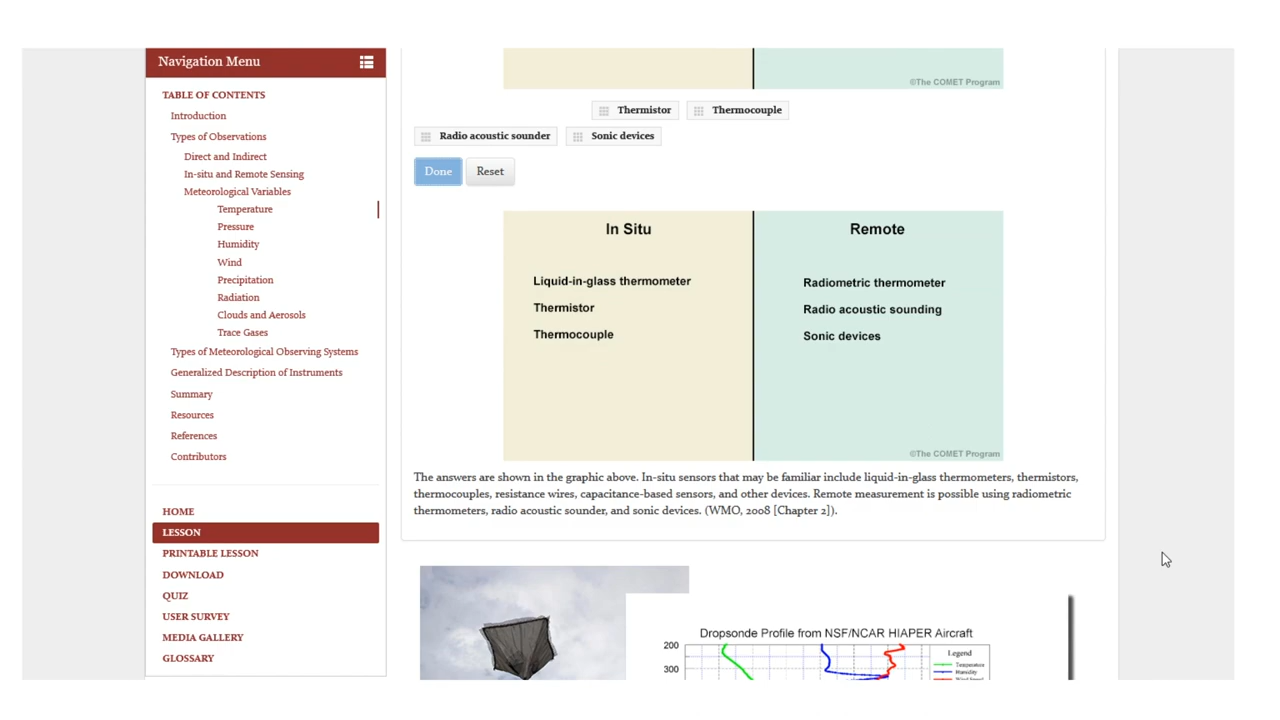 Navigation Menu
TABLE OF CONTENTS
Introduction
Types of Observations
Direct and Indirect
In-situ and Remote Sensing
Meteorological Variables
Temperature
Pressure
Humidity
Wind
Precipitation
Radiation
Clouds and Aerosols
Trace Gases
Types of Meteorological Observing Systems
Generalized Description of Instruments
Summary
Resources
References
Contributors
HOME
LESSON
PRINTABLE LESSON
DOWNLOAD
QUIZ
USER SURVEY
MEDIA GALLERY
GLOSSARY
©The COMET Program
Thermistor
Thermocouple
Radio acoustic sounder
Sonic devices
Done
Reset
In Situ
Liquid-in-glass thermometer
Thermistor
Thermocouple
Remote
Radiometric thermometer
Radio acoustic sounding
Sonic devices
©The COMET Program
The answers are shown in the graphic above. In-situ sensors that may be familiar include liquid-in-glass thermometers, thermistors,
thermocouples, resistance wires, capacitance-based sensors, and other devices. Remote measurement is possible using radiometric
thermometers, radio acoustic sounder, and sonic devices. (WMO, 2008 [Chapter 2]).
Dropsonde Profile from NSF/NCAR HIAPER Aircraft
200
300
Legend
Temperature
Humidity